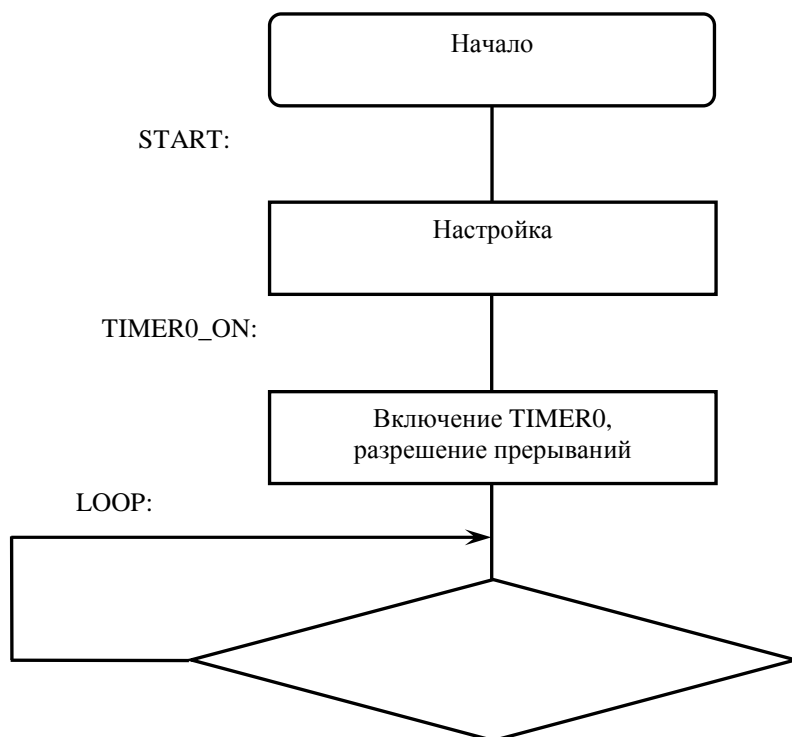 Начало
START:
Настройка
TIMER0_ON:
Включение TIMER0,
разрешение прерываний
LOOP: